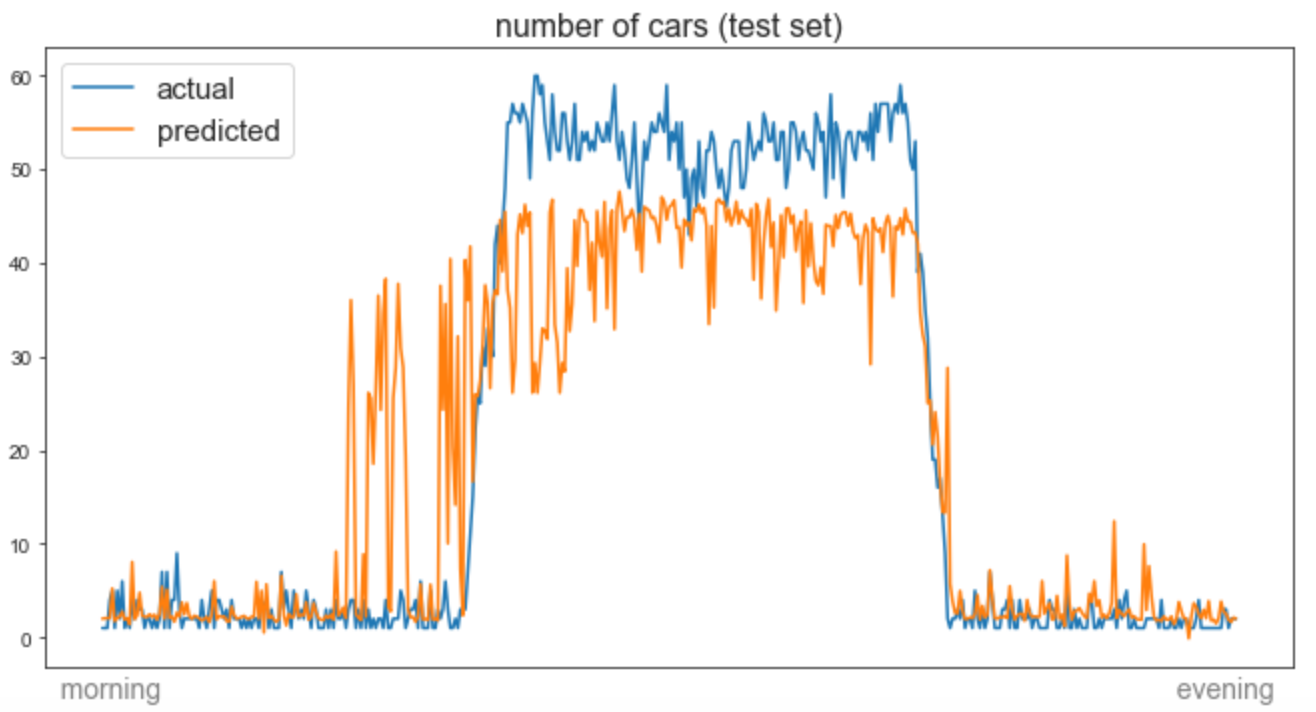 number of cars (test set)
actual
predicted
60
50
40
30
20
10
0
morning evening